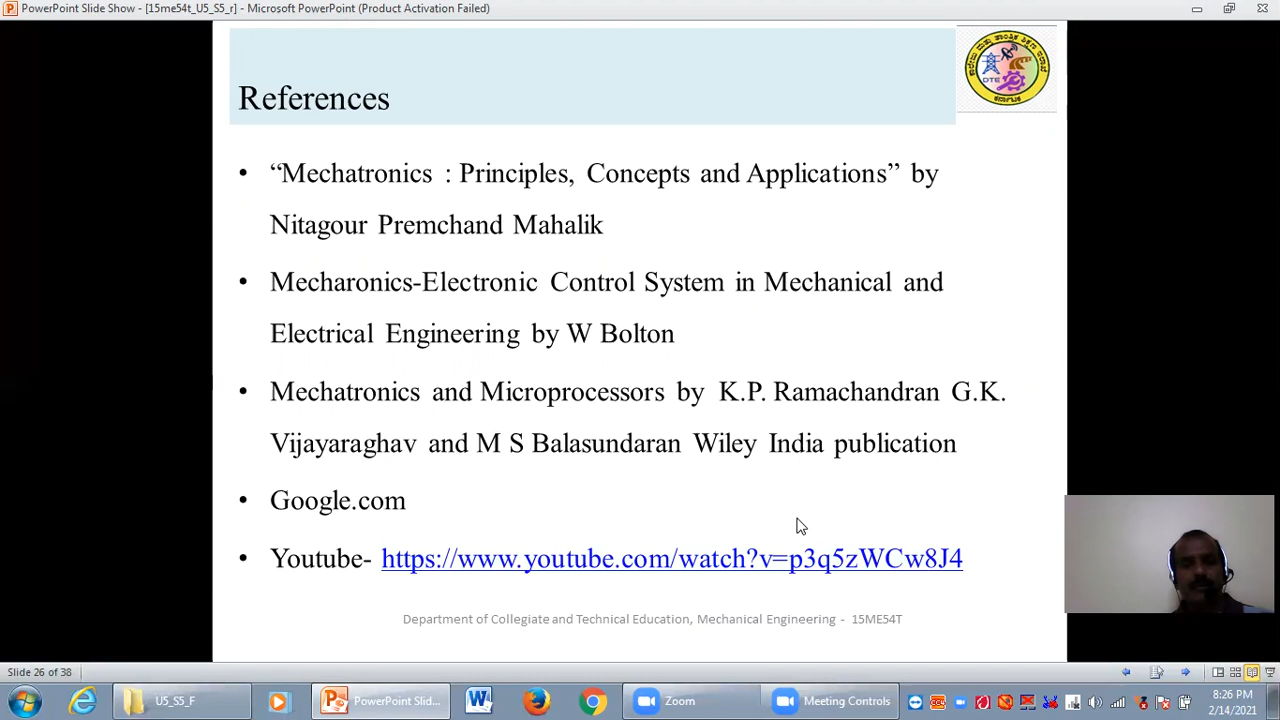 PowerPoint Slide Show - [15me54t_U5_S5_r] - Microsoft PowerPoint (Product Activation Failed)
References
DTE
ಕರ್ನಾಟಕ
• “Mechatronics : Principles, Concepts and Applications” by
Nitagour Premchand Mahalik
• Mecharonics-Electronic Control System in Mechanical and
Electrical Engineering by W Bolton
• Mechatronics and Microprocessors by K.P. Ramachandran G.K.
Vijayaraghav and M S Balasundaran Wiley India publication
• Google.com
• Youtube- https://www.youtube.com/watch?v=p3q5zWCw8J4
Department of Collegiate and Technical Education, Mechanical Engineering - 15ME54T
Slide 26 of 38
U5_S5_F
PowerPoint Slid...
Zoom
Meeting Controls
8:26 PM
2/14/2021